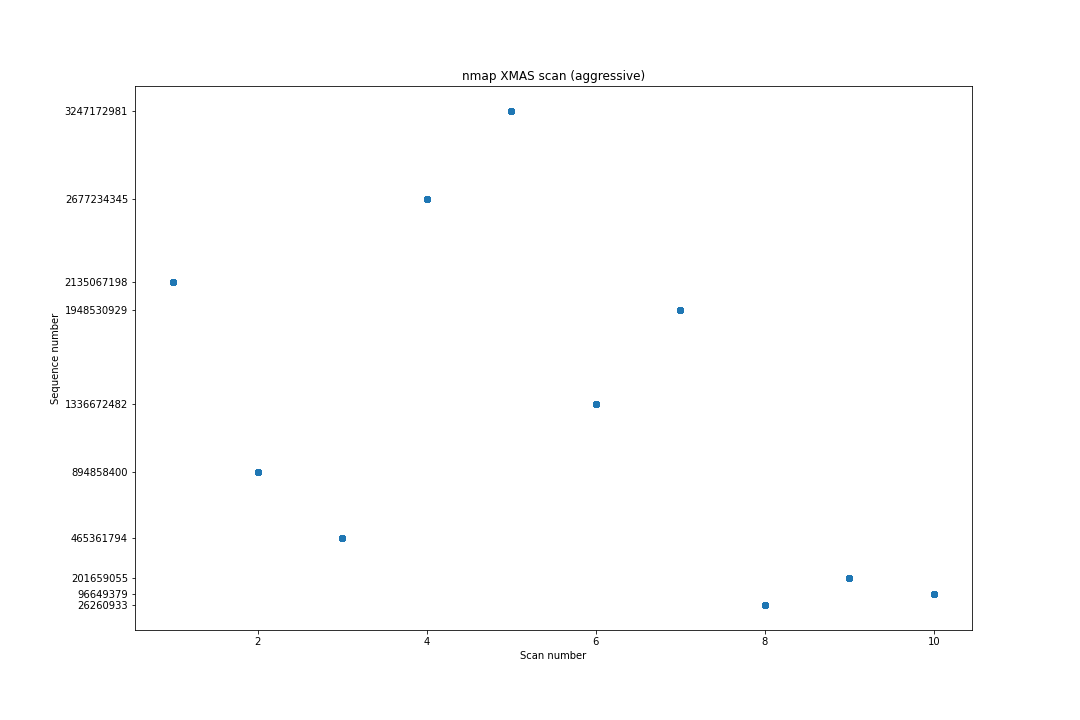 nmap XMAS scan (aggressive)
3247172981
2677234345
2135067198
1948530929
1336672482
894858400
465361794
201659055
96649379
26260933
Sequence number
2 4 6 8 10
Scan number